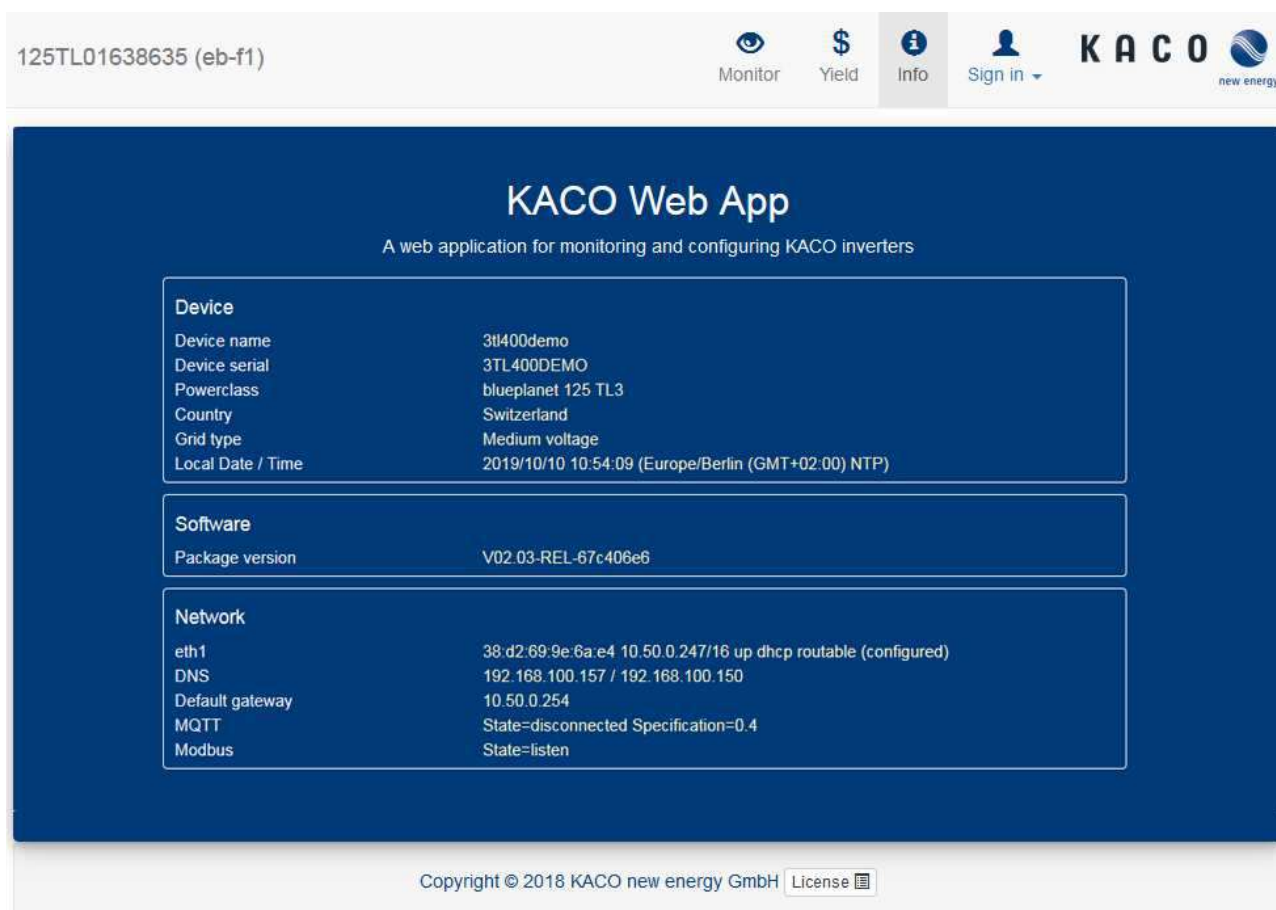 125TL01638635 (eb-f1)
Monitor
Yield
Info
Sign in
KACO
new energy
KACO Web App
A web application for monitoring and configuring KACO inverters
Device
Device name 3tl400demo
Device serial 3TL400DEMO
Powerclass blueplanet 125 TL3
Country Switzerland
Grid type Medium voltage
Local Date / Time 2019/10/10 10:54:09 (Europe/Berlin (GMT+02:00) NTP)
Software
Package version V02.03-REL-67c406e6
Network
eth1 38:d2:69:9e:6a:e4 10.50.0.247/16 up dhcp routable (configured)
DNS 192.168.100.157 / 192.168.100.150
Default gateway 10.50.0.254
MQTT State=disconnected Specification=0.4
Modbus State=listen
Copyright © 2018 KACO new energy GmbH License